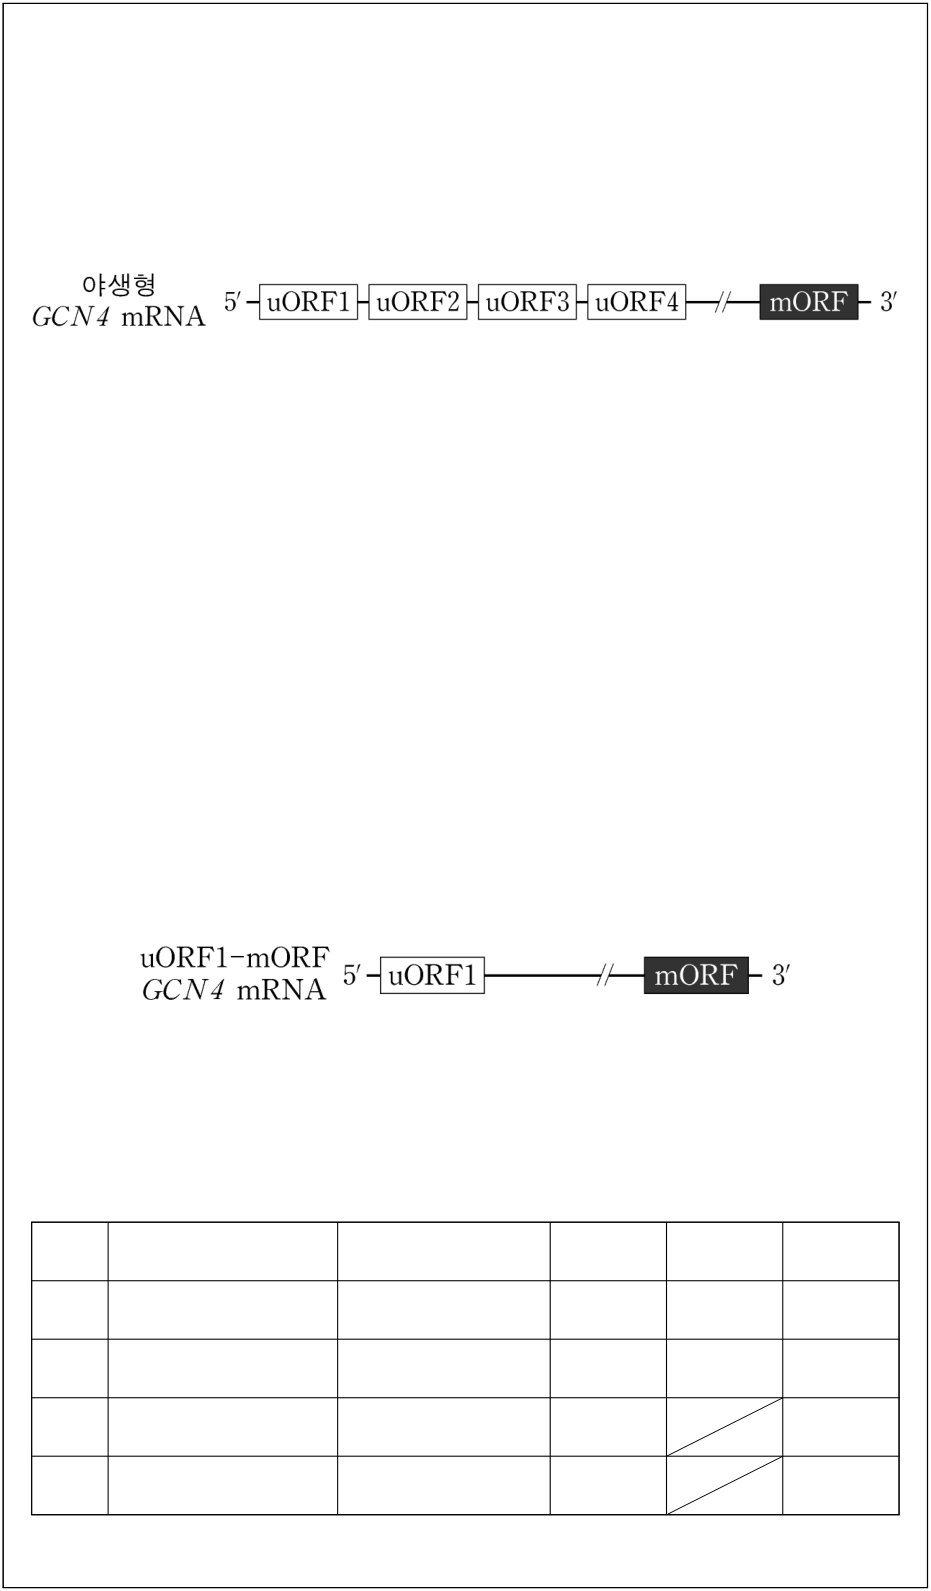 야생형
GCN4 mRNA
5′ uORF1 uORF2 uORF3 uORF4 // mORF 3′
uORF1-mORF
GCN4 mRNA
5′ uORF1 // mORF 3′